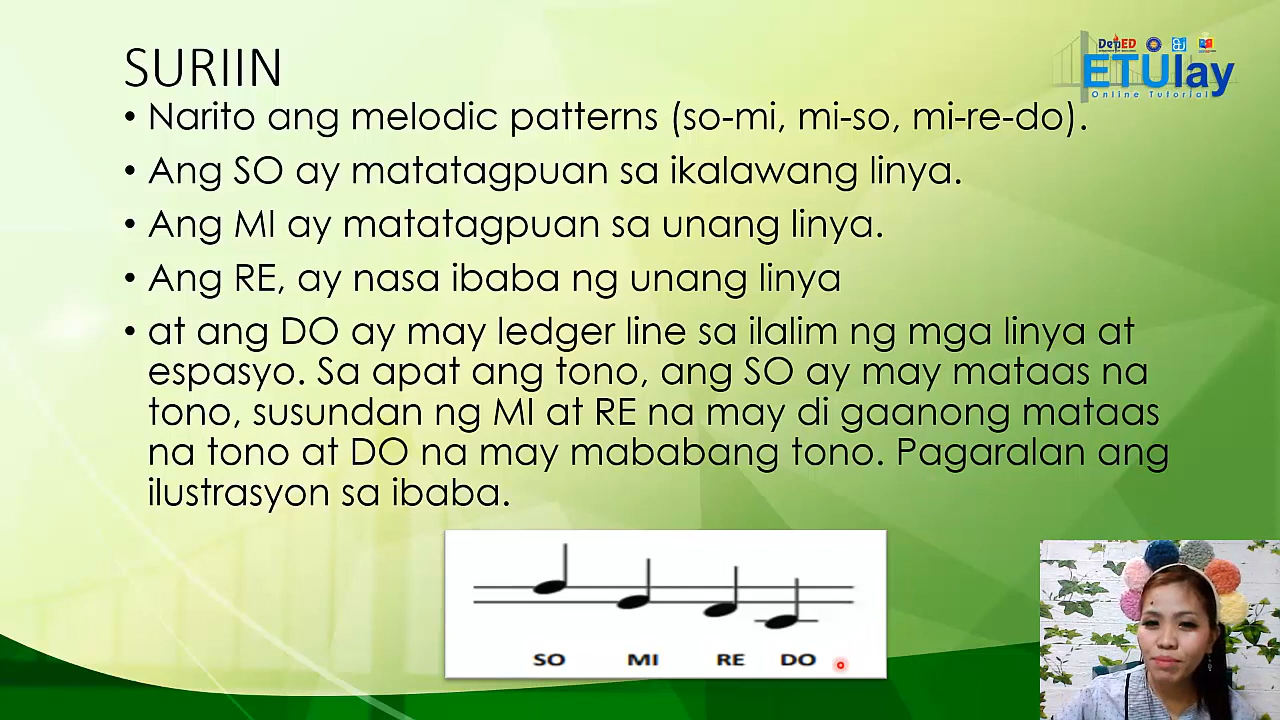 SURIIN
• Narito ang melodic patterns (so-mi, mi-so, mi-re-do).
• Ang SO ay matatagpuan sa ikalawang linya.
• Ang MI ay matatagpuan sa unang linya.
• Ang RE, ay nasa ibaba ng unang linya
• at ang DO ay may ledger line sa ilalim ng mga linya at
espasyo. Sa apat ang tono, ang SO ay may mataas na
tono, susundan ng MI at RE na may di gaanong mataas
na tono at DO na may mababang tono. Pagaralan ang
ilustrasyon sa ibaba.
SO MI RE DO
DepED
ETUlay
Online Tutorial